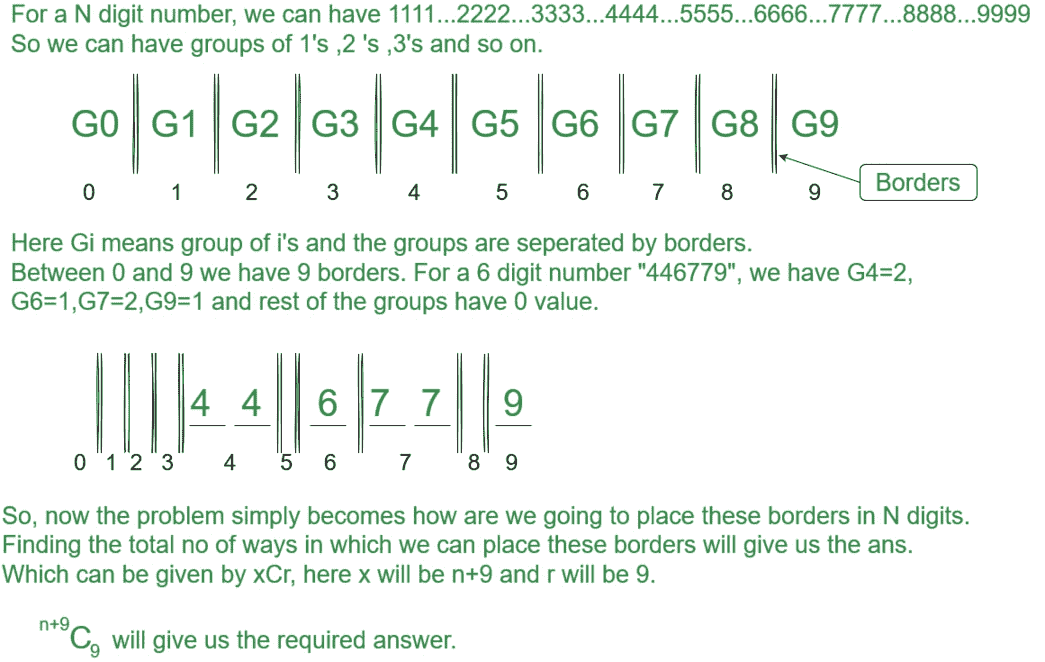 For a N digit number, we can have 1111...2222...3333...4444...5555...6666...7777...8888...9999
So we can have groups of 1's ,2 's ,3's and so on.
G0 G1 G2 G3 G4 G5 G6 G7 G8 G9
0 1 2 3 4 5 6 7 8 9
Borders
Here Gi means group of i's and the groups are seperated by borders.
Between 0 and 9 we have 9 borders. For a 6 digit number "446779", we have G4=2,
G6=1,G7=2,G9=1 and rest of the groups have 0 value.
4 4 6 7 7 9
0 1 2 3 4 5 6 7 8 9
So, now the problem simply becomes how are we going to place these borders in N digits.
Finding the total no of ways in which we can place these borders will give us the ans.
Which can be given by xCr, here x will be n+9 and r will be 9.
n+9C9 will give us the required answer.